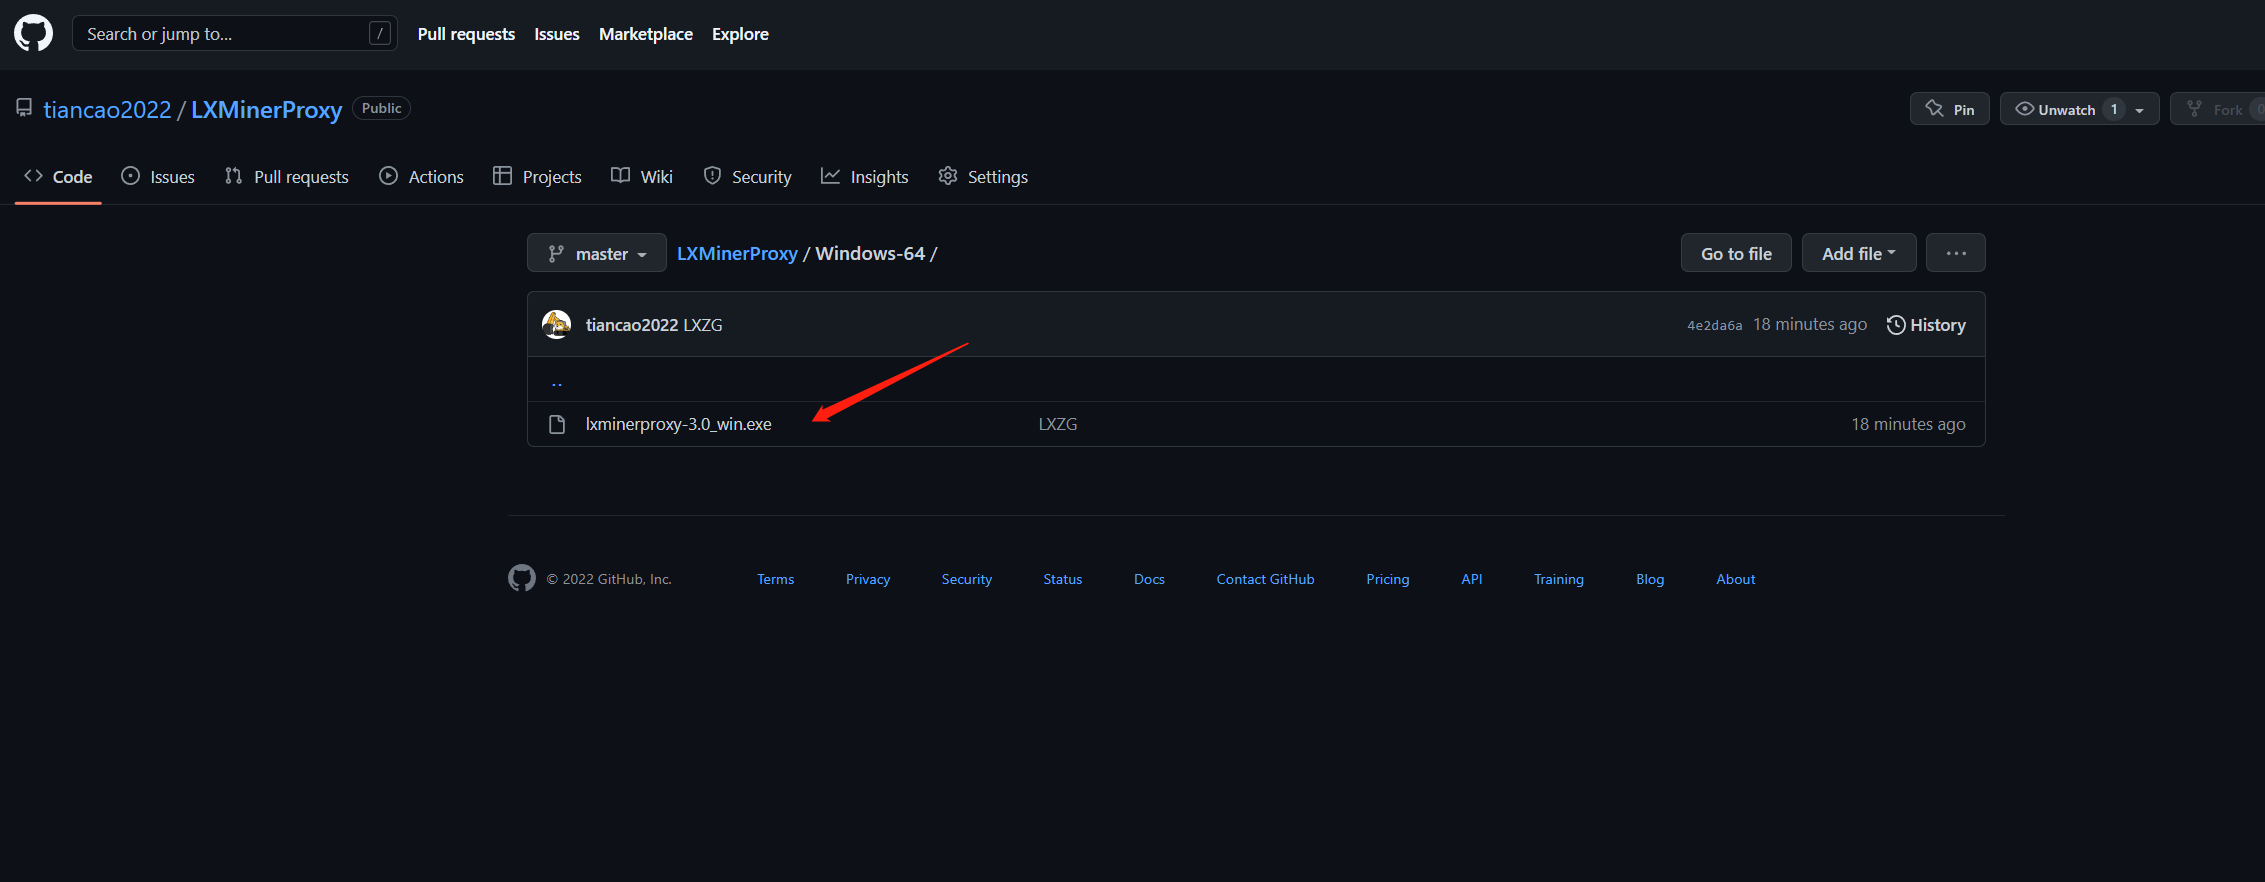 Search or jump to... / Pull requests Issues Marketplace Explore
tiancao2022 / LXMinerProxy Public Pin Unwatch 1 Fork 0
Code Issues Pull requests Actions Projects Wiki Security Insights Settings
master LXMinerProxy / Windows-64 / Go to file Add file ...
tiancao2022 LXZG 4e2da6a 18 minutes ago History
..
lxminerproxy-3.0_win.exe LXZG 18 minutes ago
© 2022 GitHub, Inc. Terms Privacy Security Status Docs Contact GitHub Pricing API Training Blog About